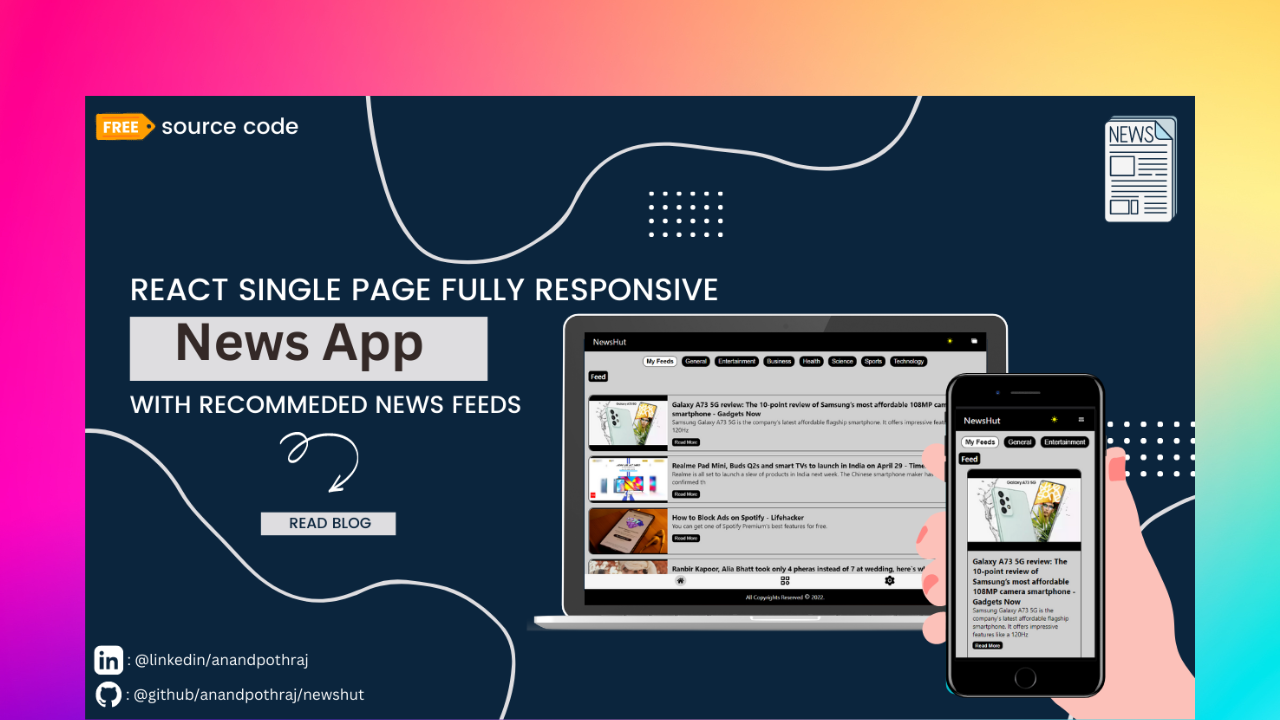 FREE source code
NEWS
REACT SINGLE PAGE FULLY RESPONSIVE
News App
WITH RECOMMEDED NEWS FEEDS
READ BLOG
: @linkedin/anandpothraj
: @github/anandpothraj/newshut
NewsHut
My Feeds General Entertainment Business Health Science Sports Technology
Feed
Galaxy A73 5G review: The 10-point review of Samsung's most affordable 108MP cam
smartphone - Gadgets Now
Samsung Galaxy A73 5G is the company's latest affordable flagship smartphone. It offers impressive feat
120Hz
Read More
Realme Pad Mini, Buds Q2s and smart TVs to launch in India on April 29 - Time
Realme is all set to launch a slew of products in India next week. The Chinese smartphone maker has
confirmed th
Read More
How to Block Ads on Spotify - Lifehacker
You can get one of Spotify Premium's best features for free.
Read More
Ranbir Kapoor, Alia Bhatt took only 4 pheras instead of 7 at wedding, here's wh
All Copyrights Reserved © 2022.
NewsHut
My Feeds General Entertainment
Feed
Galaxy A73 5G
Galaxy A73 5G review: The
10-point review of
Samsung's most affordable
108MP camera smartphone -
Gadgets Now
Samsung Galaxy A73 5G is the
company's latest affordable flagship
smartphone. It offers impressive
features like a 120Hz
Read More